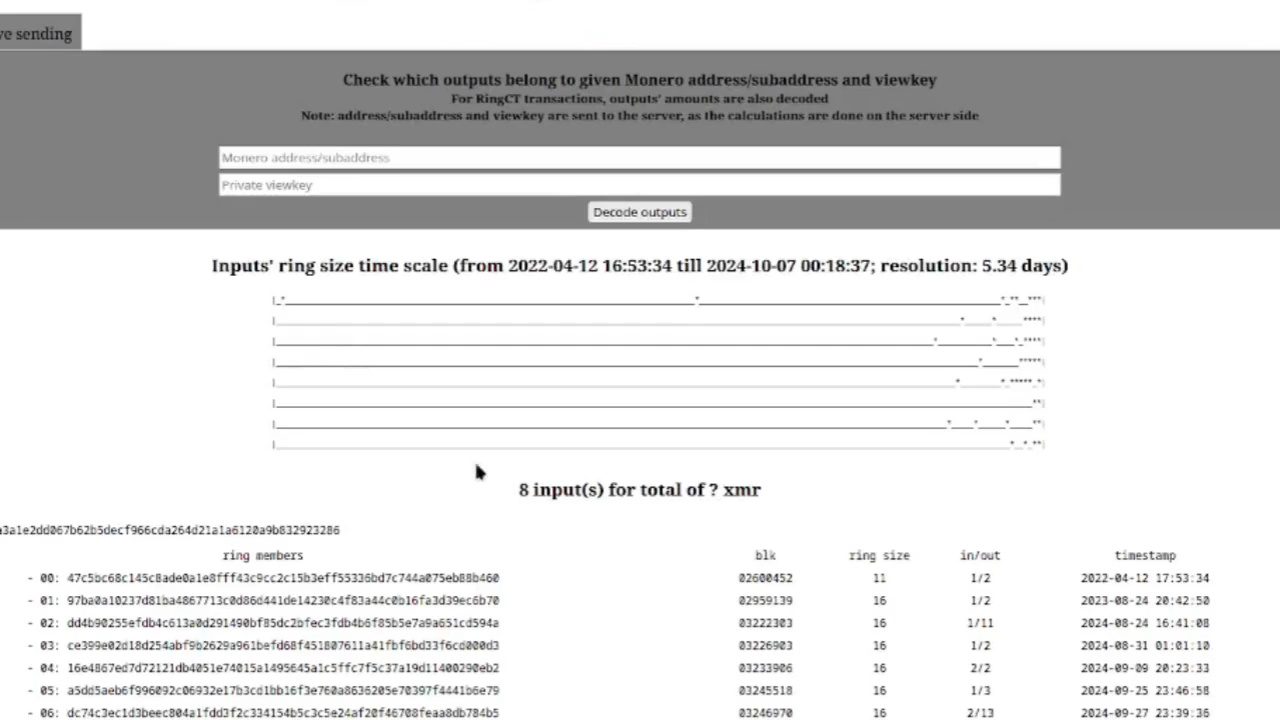 ve sending
Check which outputs belong to given Monero address/subaddress and viewkey
For RingCT transactions, outputs' amounts are also decoded
Note: address/subaddress and viewkey are sent to the server, as the calculations are done on the server side
Monero address/subaddress
Private viewkey
Decode outputs
Inputs' ring size time scale (from 2022-04-12 16:53:34 till 2024-10-07 00:18:37; resolution: 5.34 days)
8 input(s) for total of ? xmr
a3a1e2dd067b62b5decf966cda264d21a1a6120a9b832923286
ring members blk ring size in/out timestamp
- 00: 47c5bc68c145c8ade0a1e8fff43c9cc2c15b3eff55336bd7c744a075eb88b460 02600452 11 1/2 2022-04-12 17:53:34
- 01: 97ba0a10237d81ba4867713c0d86d441de14230c4f83a44c0b16fa3d39ec6b70 02959139 16 1/2 2023-08-24 20:42:50
- 02: dd4b90255efdb4c613a0d291490bf85dc2bfec3fdb4b6f85b5e7a9a651cd594a 03222303 16 1/11 2024-08-24 16:41:08
- 03: ce399e02d18d254abf9b2629a961befd68f451807611a41fbf6bd33f6cd000d3 03226903 16 1/2 2024-08-31 01:01:10
- 04: 16e4867ed7d72121db4051e74015a1495645a1c5ffc7f5c37a19d11400290eb2 03233906 16 2/2 2024-09-09 20:23:33
- 05: a5dd5aeb6f996092c06932e17b3cd1bb16f3e760a8636205e70397f4441b6e79 03245518 16 1/3 2024-09-25 23:46:58
- 06: dc74c3ec1d3beec804a1fdd3f2c334154b5c3c5e24af20f46708feaa8db784b5 03246970 16 2/13 2024-09-27 23:39:36